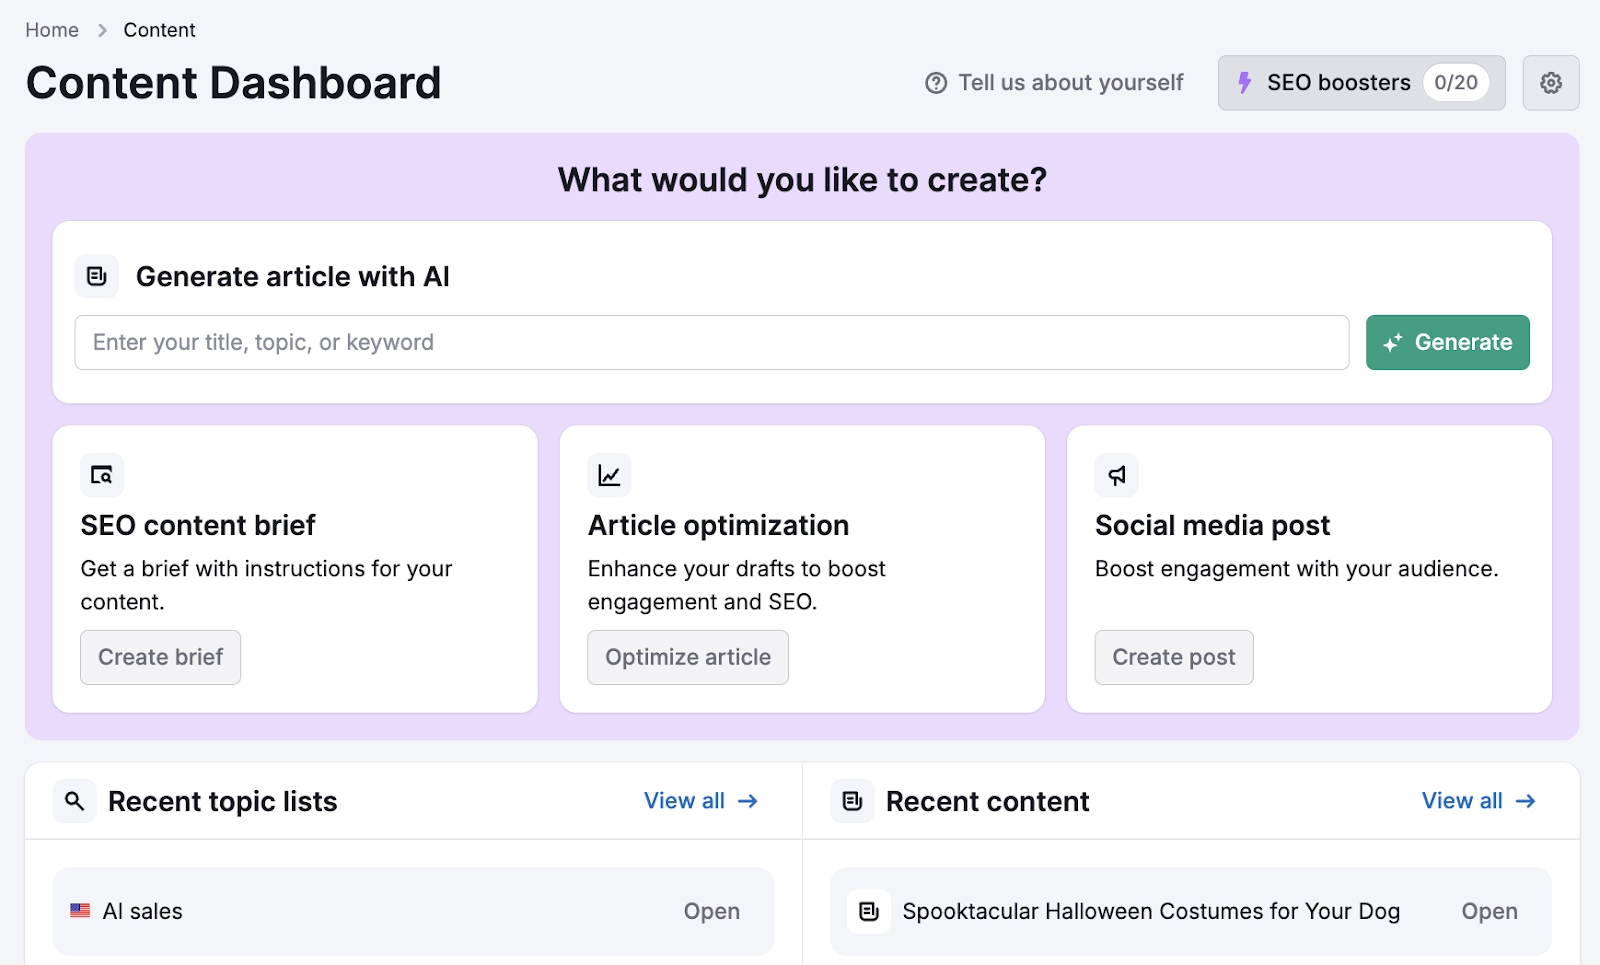 Home > Content
Content Dashboard
Tell us about yourself
SEO boosters 0/20
What would you like to create?
Generate article with AI
Enter your title, topic, or keyword
Generate
SEO content brief
Get a brief with instructions for your
content.
Create brief
Article optimization
Enhance your drafts to boost
engagement and SEO.
Optimize article
Social media post
Boost engagement with your audience.
Create post
Recent topic lists
View all →
AI sales
Open
Recent content
View all →
Spooktacular Halloween Costumes for Your Dog
Open